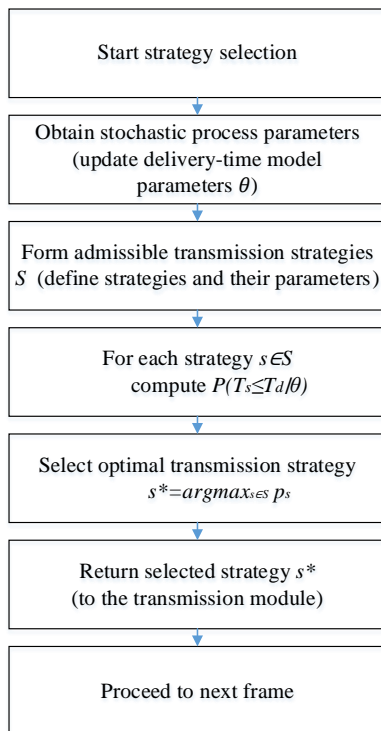 Start strategy selection
Obtain stochastic process parameters
(update delivery-time model
parameters θ)
Form admissible transmission strategies
S (define strategies and their parameters)
For each strategy s∈S
compute P(Tₛ≤T_d/θ)
Select optimal transmission strategy
s*=argmaxₛ∈S pₛ
Return selected strategy s*
(to the transmission module)
Proceed to next frame